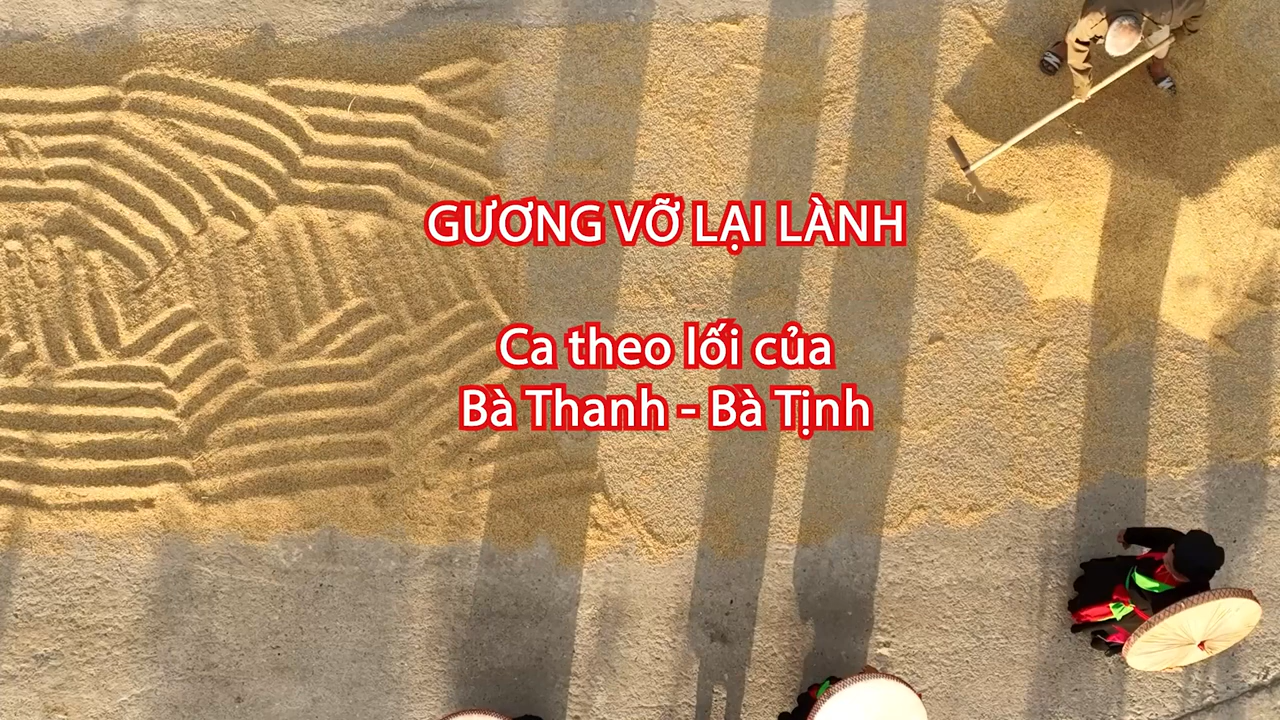 GƯƠNG VỠ LẠI LÀNH
Ca theo lối của
Bà Thanh - Bà Tịnh